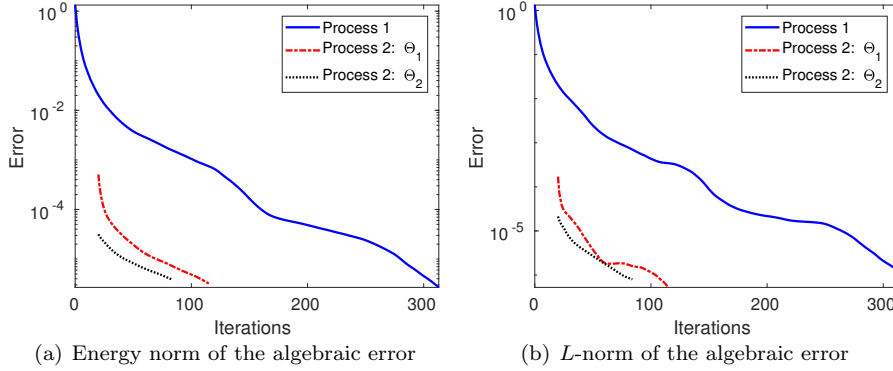 10^0
10^-2
10^-4
Error
0
100
200
300
Iterations
Process 1
Process 2: Θ_1
Process 2: Θ_2
(a) Energy norm of the algebraic error
10^0
10^-5
Error
0
100
200
300
Iterations
Process 1
Process 2: Θ_1
Process 2: Θ_2
(b) L-norm of the algebraic error